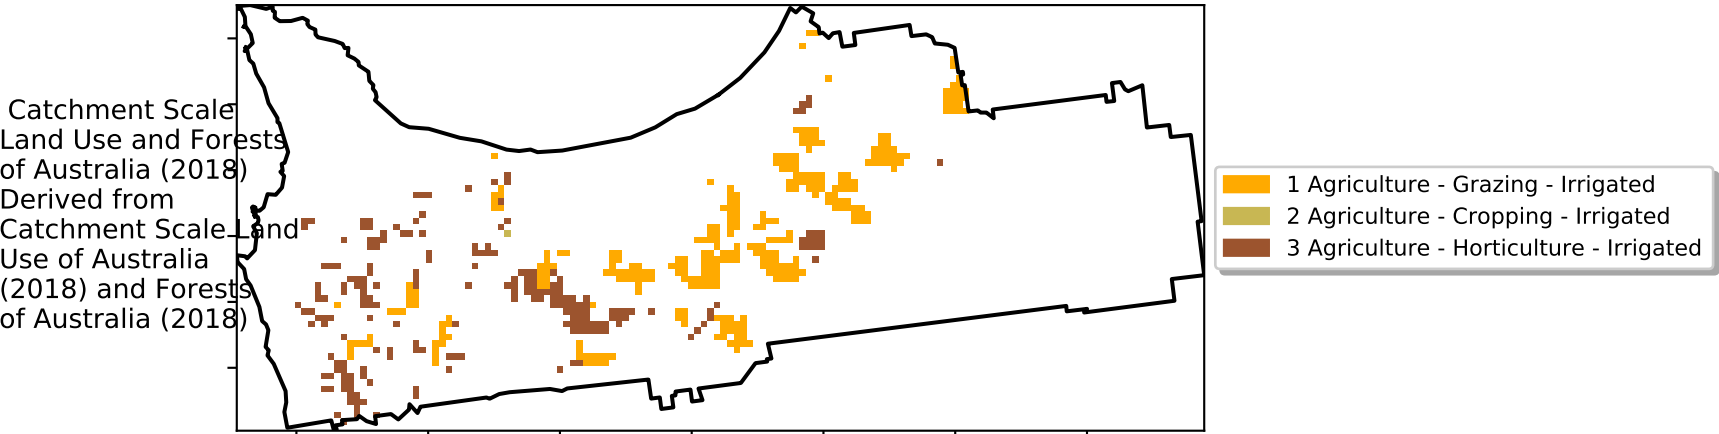 Catchment Scale
Land Use and Forests
of Australia (2018)
Derived from
Catchment Scale Land
Use of Australia
(2018) and Forests
of Australia (2018)
1 Agriculture - Grazing - Irrigated
2 Agriculture - Cropping - Irrigated
3 Agriculture - Horticulture - Irrigated